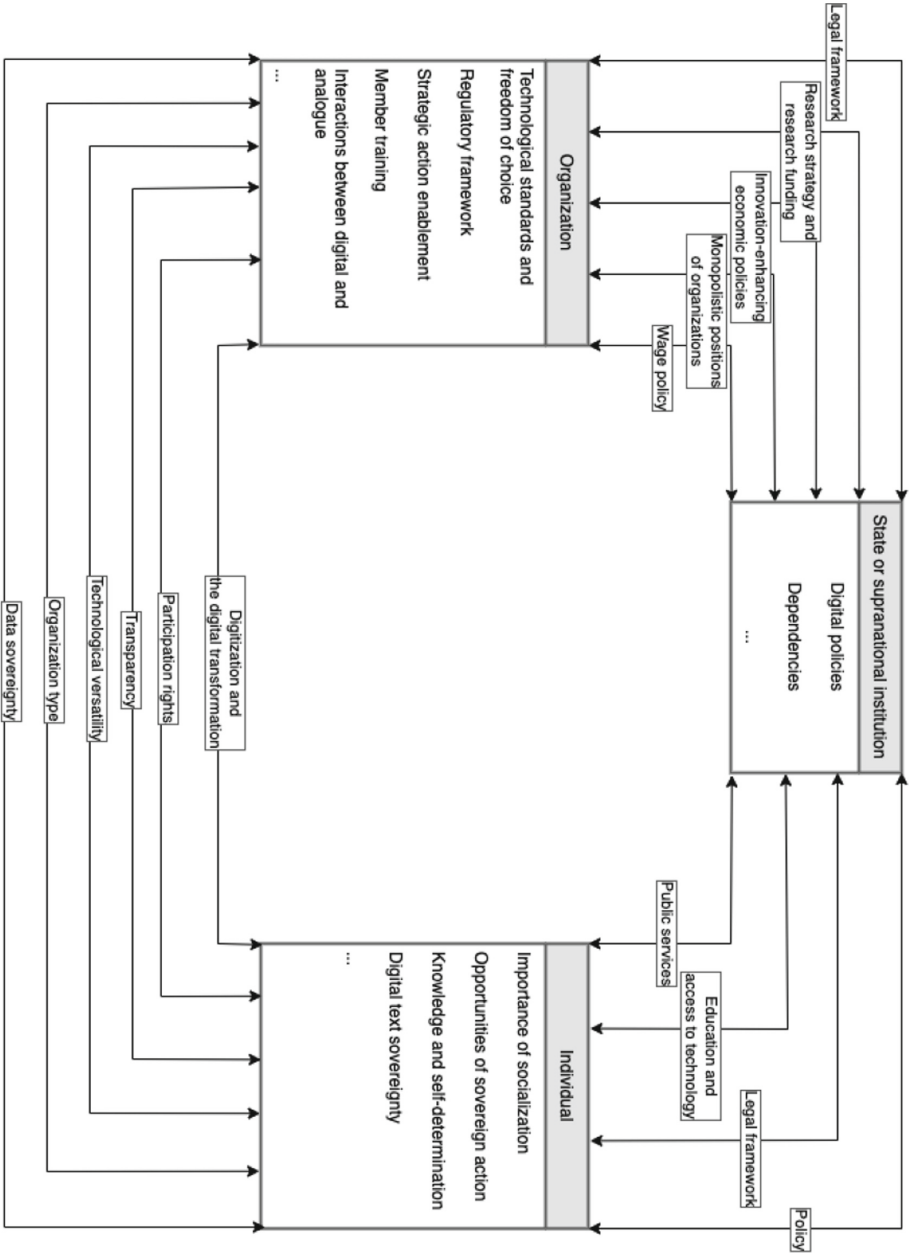 State or supranational institution
Digital policies
Dependencies
...
Legal framework
Research strategy and
research funding
Innovation-enhancing
economic policies
Monopolistic positions
of organizations
Wage policy
Policy
Legal framework
Education and
access to technology
Public services
Organization
Technological standards and
freedom of choice
Regulatory framework
Strategic action enablement
Member training
Interactions between digital and
analogue
...
Individual
Importance of socialization
Opportunities of sovereign action
Knowledge and self-determination
Digital text sovereignty
...
Digitization and
the digital transformation
Participation rights
Transparency
Technological versatility
Organization type
Data sovereignty